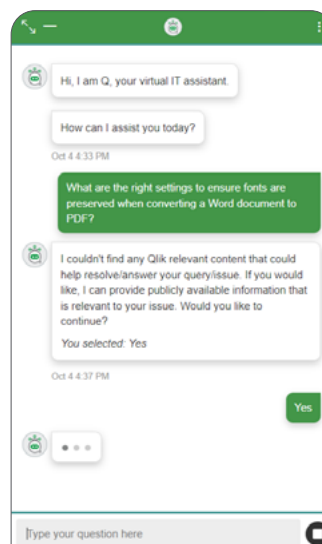 Hi, I am Q, your virtual IT assistant.
How can I assist you today?
Oct 4 4:33 PM
What are the right settings to ensure fonts are
preserved when converting a Word document to
PDF?
I couldn't find any Qlik relevant content that could
help resolve/answer your query/issue. If you would
like, I can provide publicly available information that
is relevant to your issue. Would you like to
continue?
You selected: Yes
Oct 4 4:37 PM
Yes
Type your question here